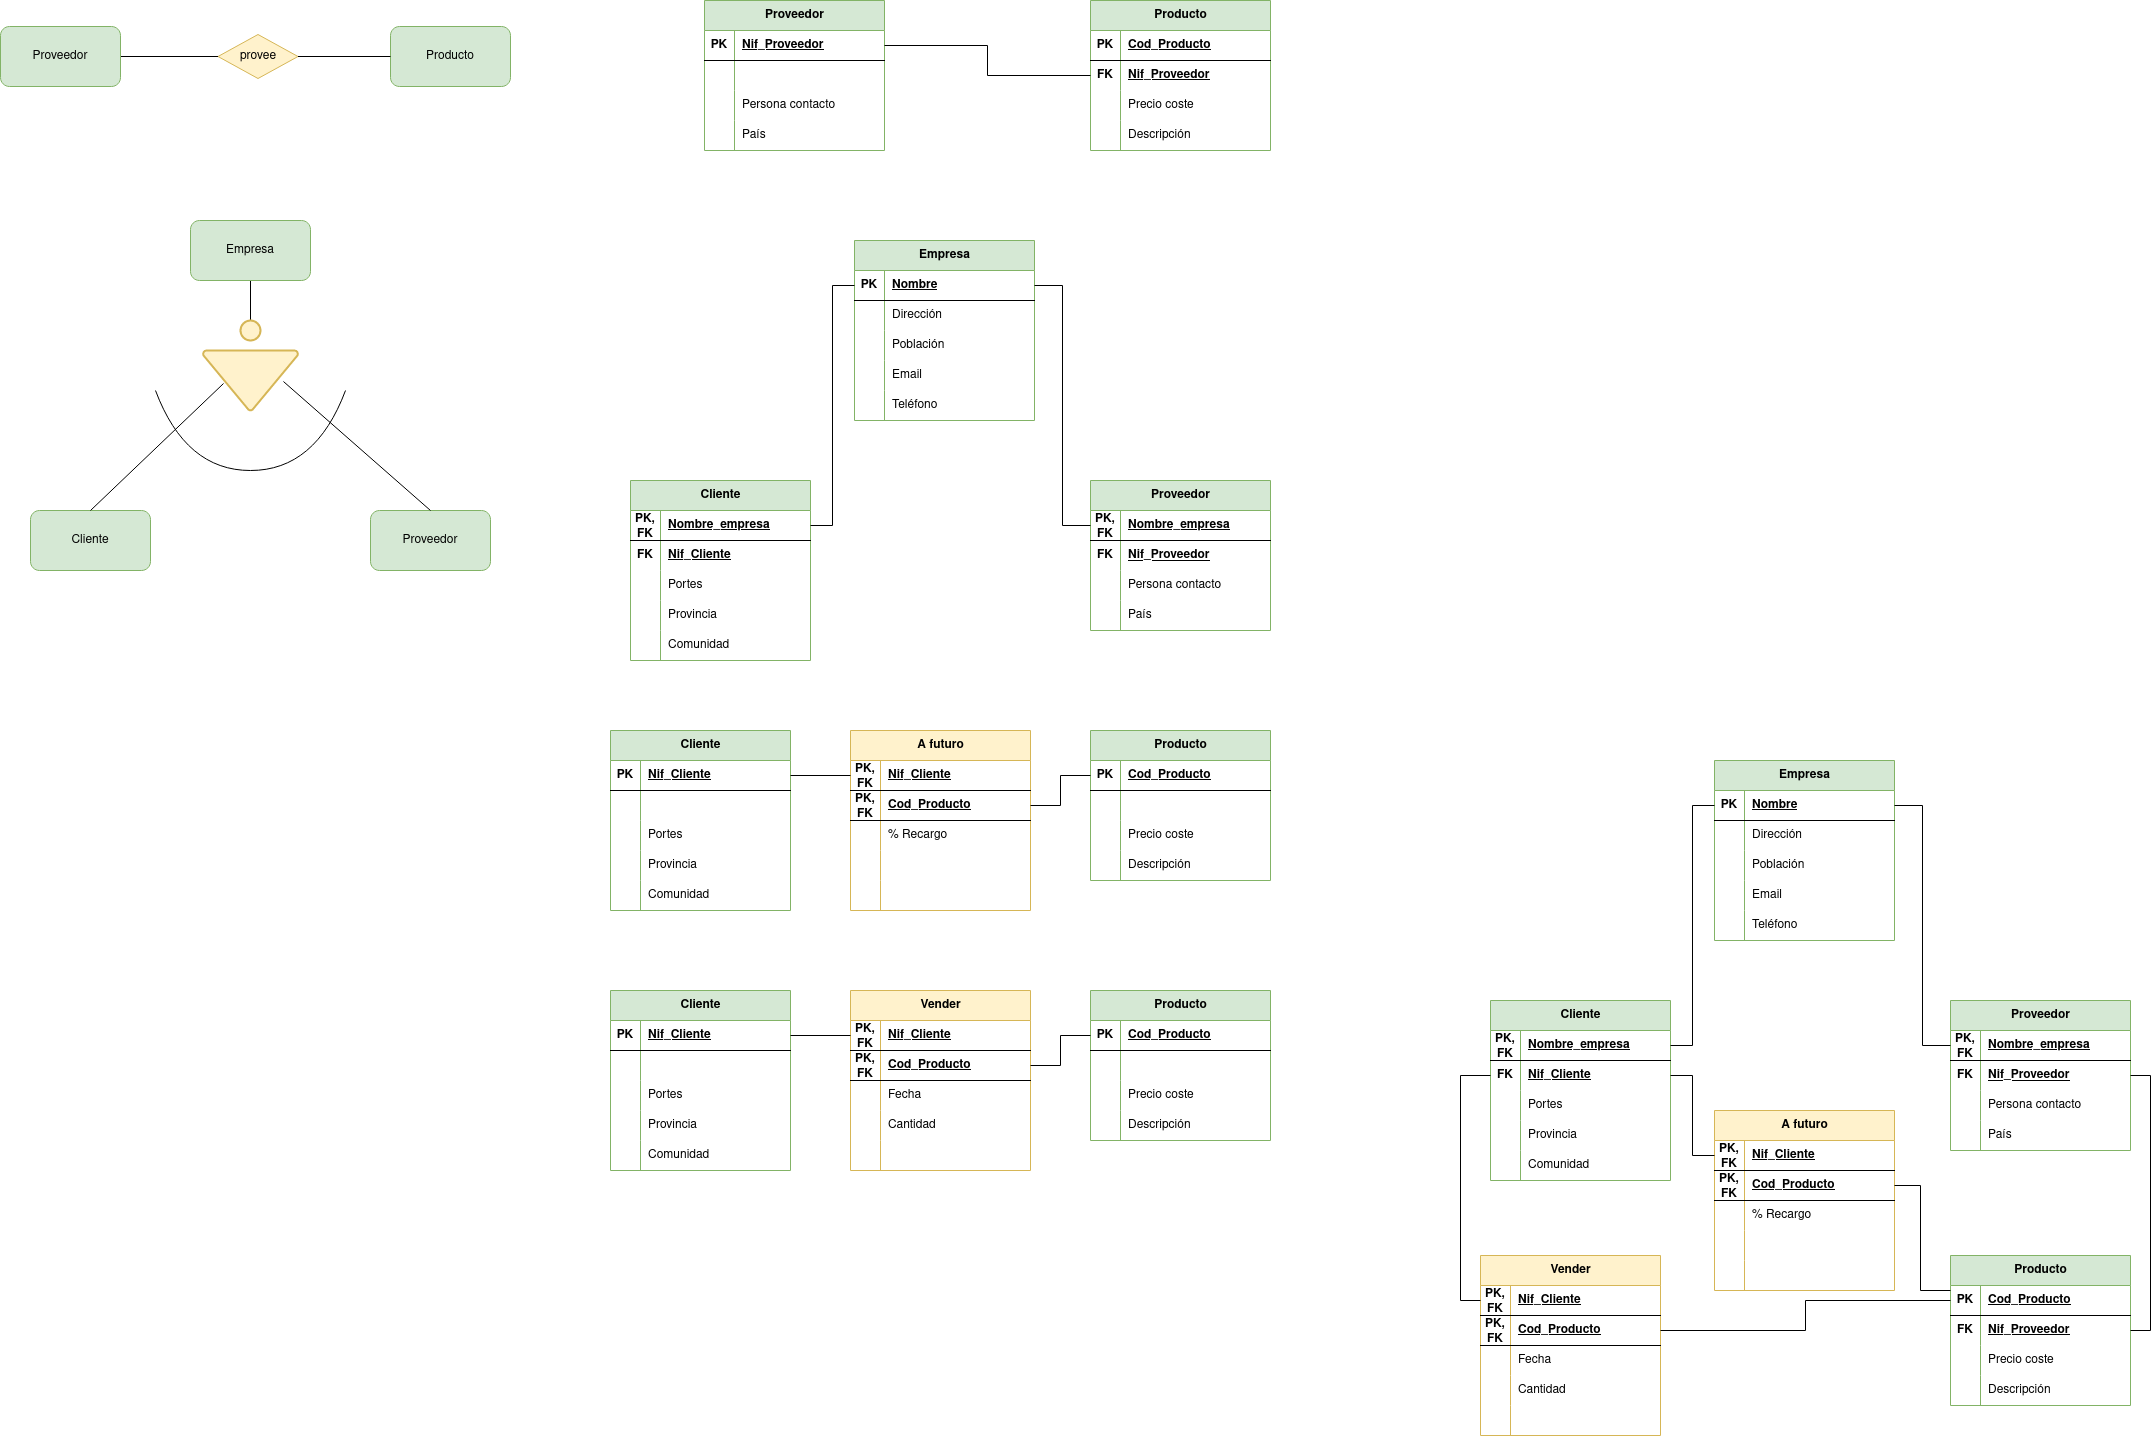 Proveedor
provee
Producto
Proveedor
PK Nif_Proveedor
Persona contacto
País
Producto
PK Cod_Producto
FK Nif_Proveedor
Precio coste
Descripción
Empresa
Cliente
Proveedor
Empresa
PK Nombre
Dirección
Población
Email
Teléfono
Cliente
PK,
FK Nombre_empresa
FK Nif_Cliente
Portes
Provincia
Comunidad
Proveedor
PK,
FK Nombre_empresa
FK Nif_Proveedor
Persona contacto
País
Cliente
PK Nif_Cliente
Portes
Provincia
Comunidad
A futuro
PK,
FK Nif_Cliente
PK,
FK Cod_Producto
% Recargo
Producto
PK Cod_Producto
Precio coste
Descripción
Cliente
PK Nif_Cliente
Portes
Provincia
Comunidad
Vender
PK,
FK Nif_Cliente
PK,
FK Cod_Producto
Fecha
Cantidad
Producto
PK Cod_Producto
Precio coste
Descripción
Empresa
PK Nombre
Dirección
Población
Email
Teléfono
Cliente
PK,
FK Nombre_empresa
FK Nif_Cliente
Portes
Provincia
Comunidad
Proveedor
PK,
FK Nombre_empresa
FK Nif_Proveedor
Persona contacto
País
A futuro
PK,
FK Nif_Cliente
PK,
FK Cod_Producto
% Recargo
Vender
PK,
FK Nif_Cliente
PK,
FK Cod_Producto
Fecha
Cantidad
Producto
PK Cod_Producto
FK Nif_Proveedor
Precio coste
Descripción